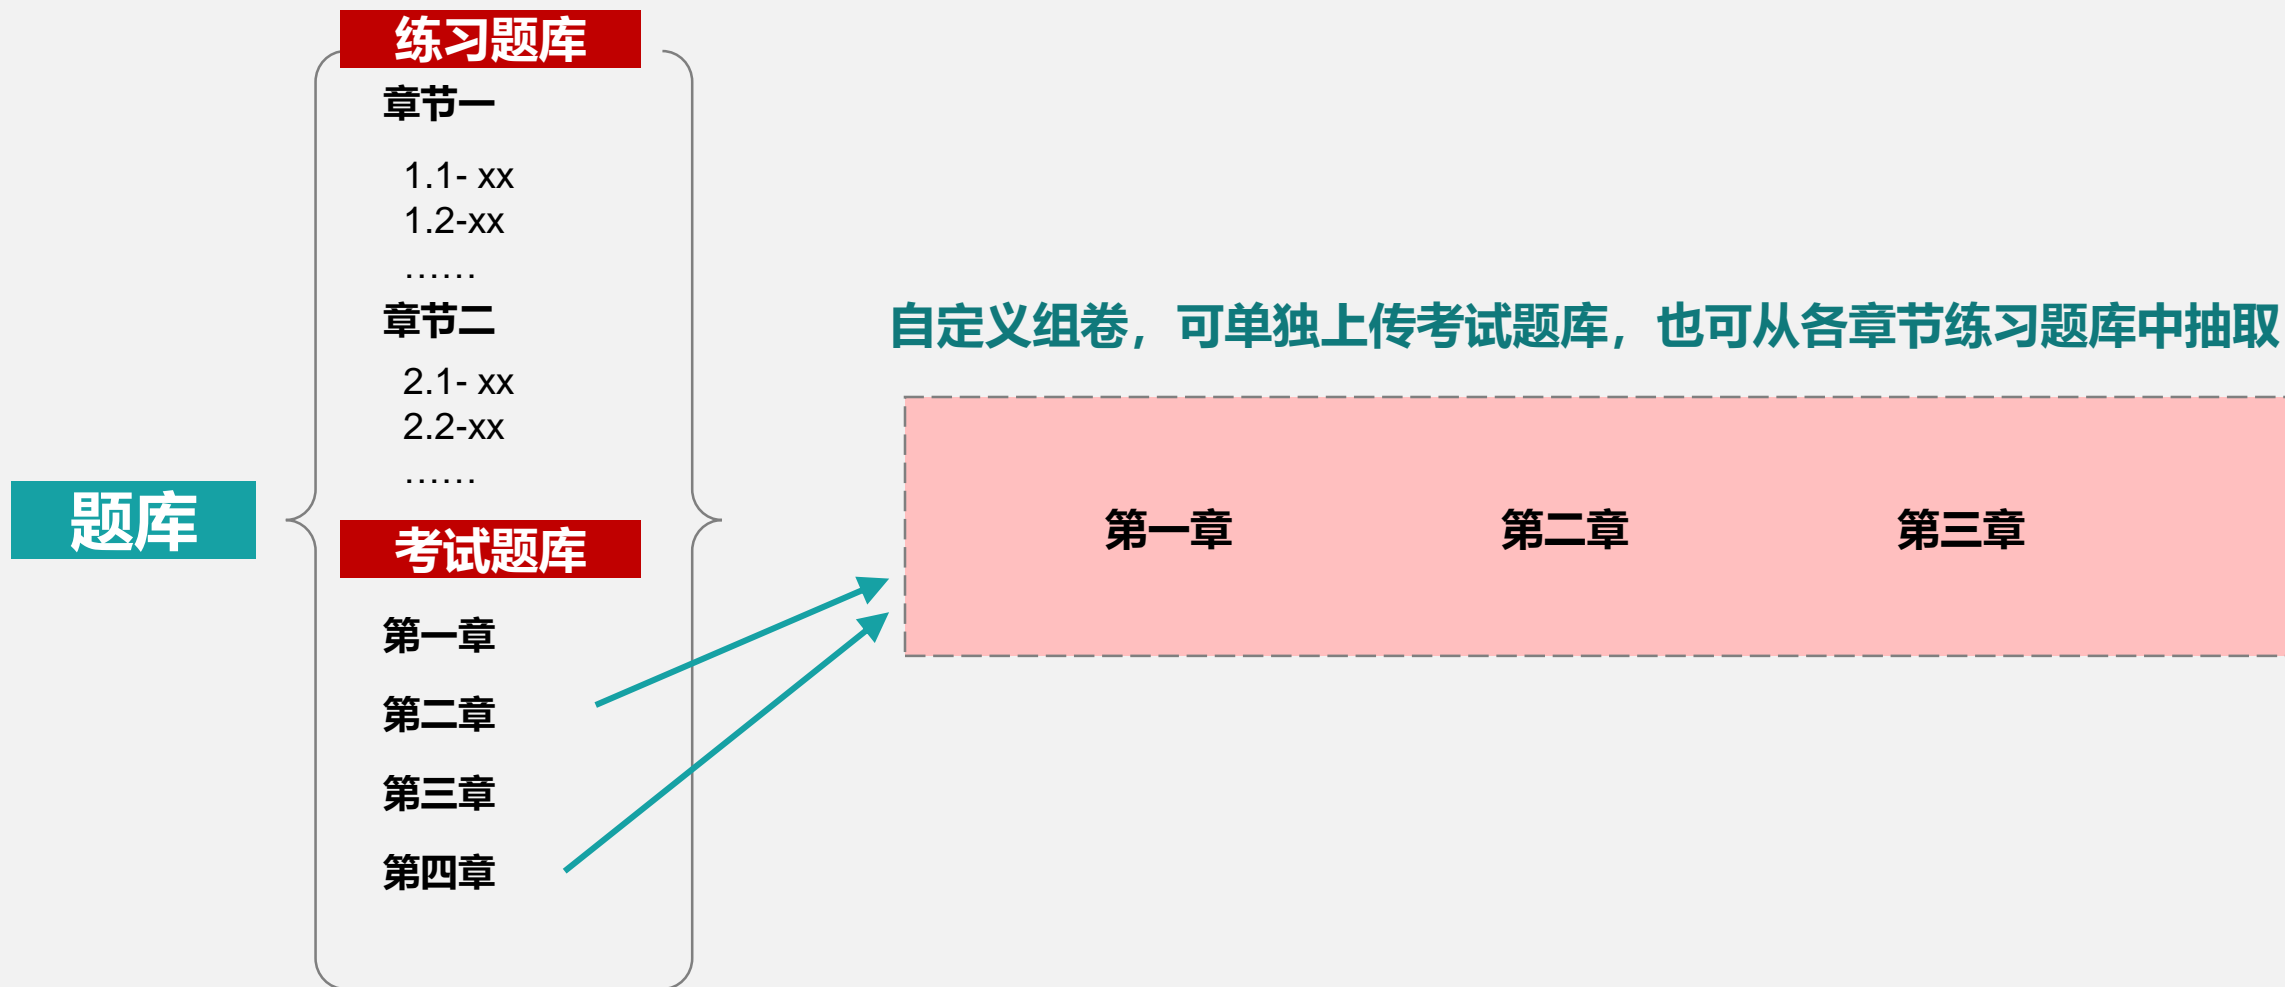 练习题库
章节一
1.1- xx
1.2-xx
……
章节二
2.1- xx
2.2-xx
……
题库
考试题库
第一章
第二章
第三章
第四章
自定义组卷，可单独上传考试题库，也可从各章节练习题库中抽取
第一章
第二章
第三章